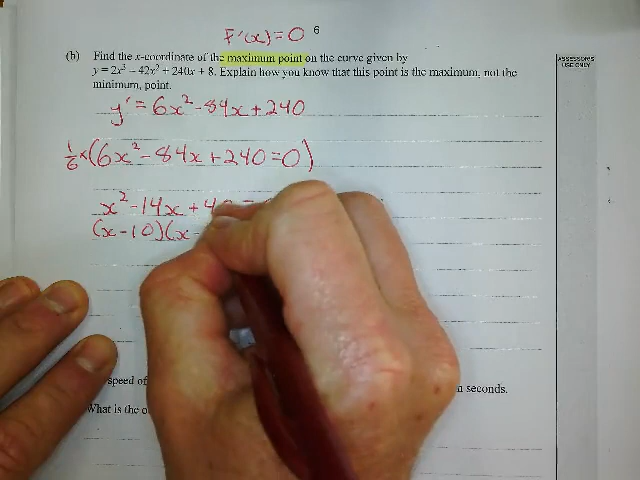 F'(x) = 0 6
(b) Find the x-coordinate of the maximum point on the curve given by
y = 2x³ – 42x² + 240x + 8. Explain how you know that this point is the maximum, not the
minimum, point.
ASSESSOR'S
USE ONLY
y' = 6x² - 84x + 240
1/6 × (6x² - 84x + 240 = 0)
x² - 14x + 4
(x - 10)(x -
speed of
n seconds.
What is the